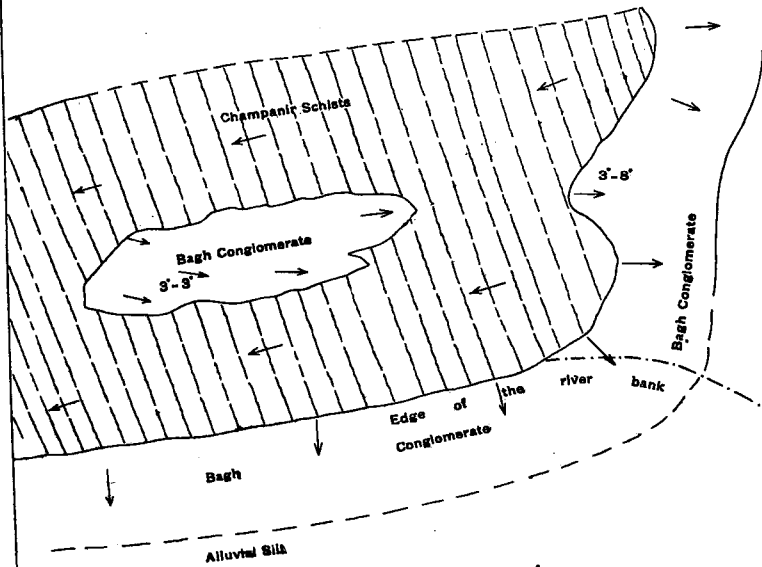 Champanir Schists
3°-8°
Bagh Conglomerate
3°-3°
Bagh Conglomerate
Edge of the river bank
Bagh Conglomerate
Alluvial Silt